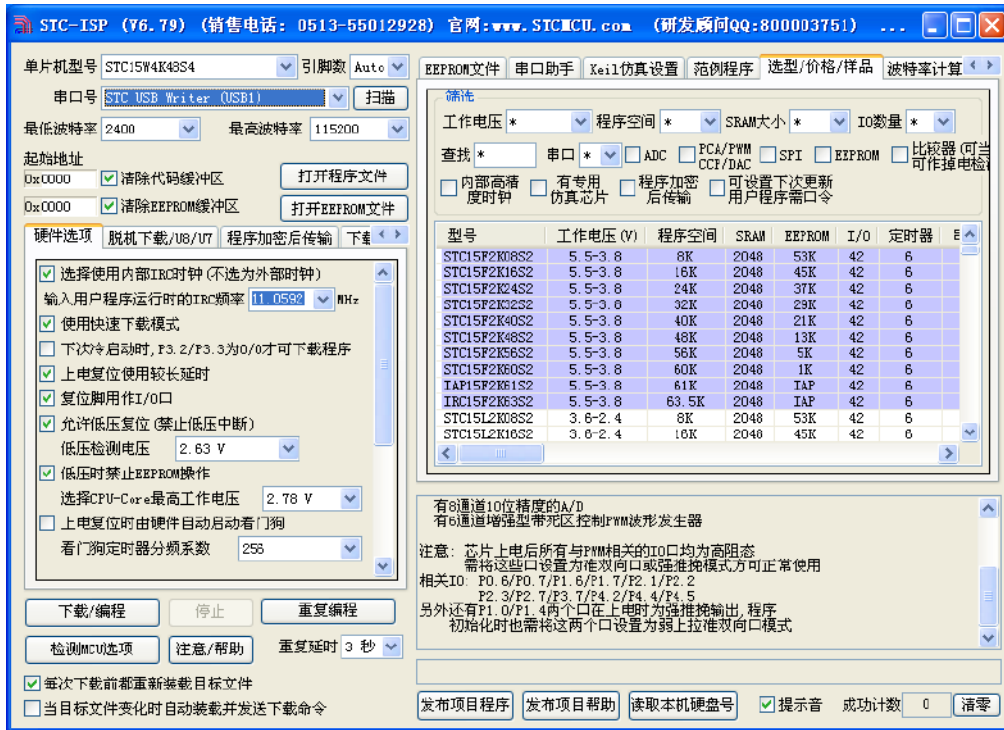 STC-ISP (V6.79) (销售电话: 0513-55012928) 官网:www.STCMCU.com (研发顾问QQ:800003751) ...
单片机型号 STC15W4K48S4 引脚数 Auto
串口号 STC USB Writer (USB1) 扫描
最低波特率 2400 最高波特率 115200
起始地址
0x0000 清除代码缓冲区 打开程序文件
0x0000 清除EEPROM缓冲区 打开EEPROM文件
硬件选项 脱机下载/U8/U7 程序加密后传输
选择使用内部IRC时钟(不选为外部时钟)
输入用户程序运行时的IRC频率 11.0592 MHz
使用快速下载模式
下次冷启动时,P3.2/P3.3为0/0才可下载程序
上电复位使用较长延时
复位脚用作I/O口
允许低压复位(禁止低压中断)
低压检测电压 2.63 V
低压时禁止EEPROM操作
选择CPU-Core最高工作电压 2.78 V
上电复位时由硬件自动启动看门狗
看门狗定时器分频系数 256
下载/编程 停止 重复编程
检测MCU选项 注意/帮助 重复延时 3 秒
每次下载前都重新装载目标文件
当目标文件变化时自动装载并发送下载命令
EEPROM文件 串口助手 Keil仿真设置 范例程序 选型/价格/样品 波特率计算
筛选
工作电压 * 程序空间 * SRAM大小 * IO数量 *
查找 * 串口 * ADC PCA/PWM CCP/DAC SPI EEPROM 比较器(可当可作掉电检
内部高精度时钟 有专用仿真芯片 程序加密后传输 可设置下次更新用户程序需口令
型号 工作电压(V) 程序空间 SRAM EEPROM I/O 定时器
STC15F2K08S2 5.5-3.8 8K 2048 53K 42 6
STC15F2K16S2 5.5-3.8 16K 2048 45K 42 6
STC15F2K24S2 5.5-3.8 24K 2048 37K 42 6
STC15F2K32S2 5.5-3.8 32K 2048 29K 42 6
STC15F2K40S2 5.5-3.8 40K 2048 21K 42 6
STC15F2K48S2 5.5-3.8 48K 2048 13K 42 6
STC15F2K56S2 5.5-3.8 56K 2048 5K 42 6
STC15F2K60S2 5.5-3.8 60K 2048 1K 42 6
IAP15F2K61S2 5.5-3.8 61K 2048 IAP 42 6
IRC15F2K63S2 5.5-3.8 63.5K 2048 IAP 42 6
STC15L2K08S2 3.6-2.4 8K 2048 53K 42 6
STC15L2K16S2 3.6-2.4 16K 2048 45K 42 6
有8通道10位精度的A/D
有6通道增强型带死区控制PWM波形发生器
注意: 芯片上电后所有与PWM相关的IO口均为高阻态
需将这些口设置为准双向口或强推挽模式方可正常使用
相关IO: P0.6/P0.7/P1.6/P1.7/P2.1/P2.2
P2.3/P2.7/P3.7/P4.2/P4.4/P4.5
另外还有P1.0/P1.4两个口在上电时为强推挽输出,程序
初始化时也需将这两个口设置为弱上拉准双向口模式
发布项目程序 发布项目帮助 读取本机硬盘号 提示音 成功计数 0 清零